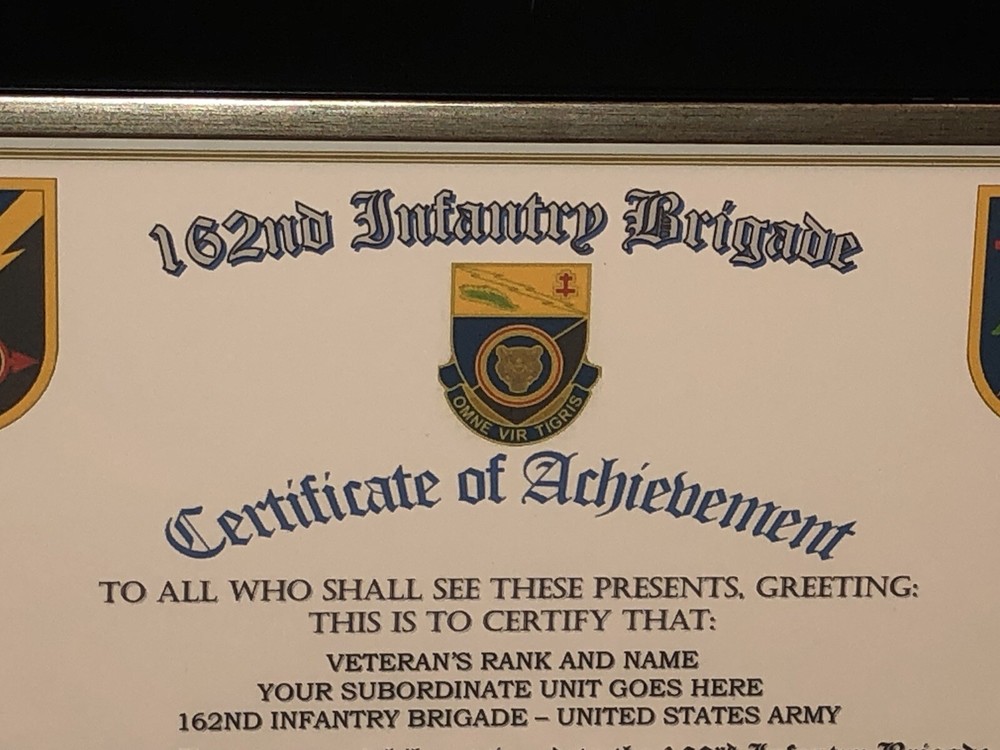 162nd Infantry Brigade
OMNE VIR TIGRIS
Certificate of Achievement
TO ALL WHO SHALL SEE THESE PRESENTS, GREETING:
THIS IS TO CERTIFY THAT:
VETERAN'S RANK AND NAME
YOUR SUBORDINATE UNIT GOES HERE
162ND INFANTRY BRIGADE – UNITED STATES ARMY